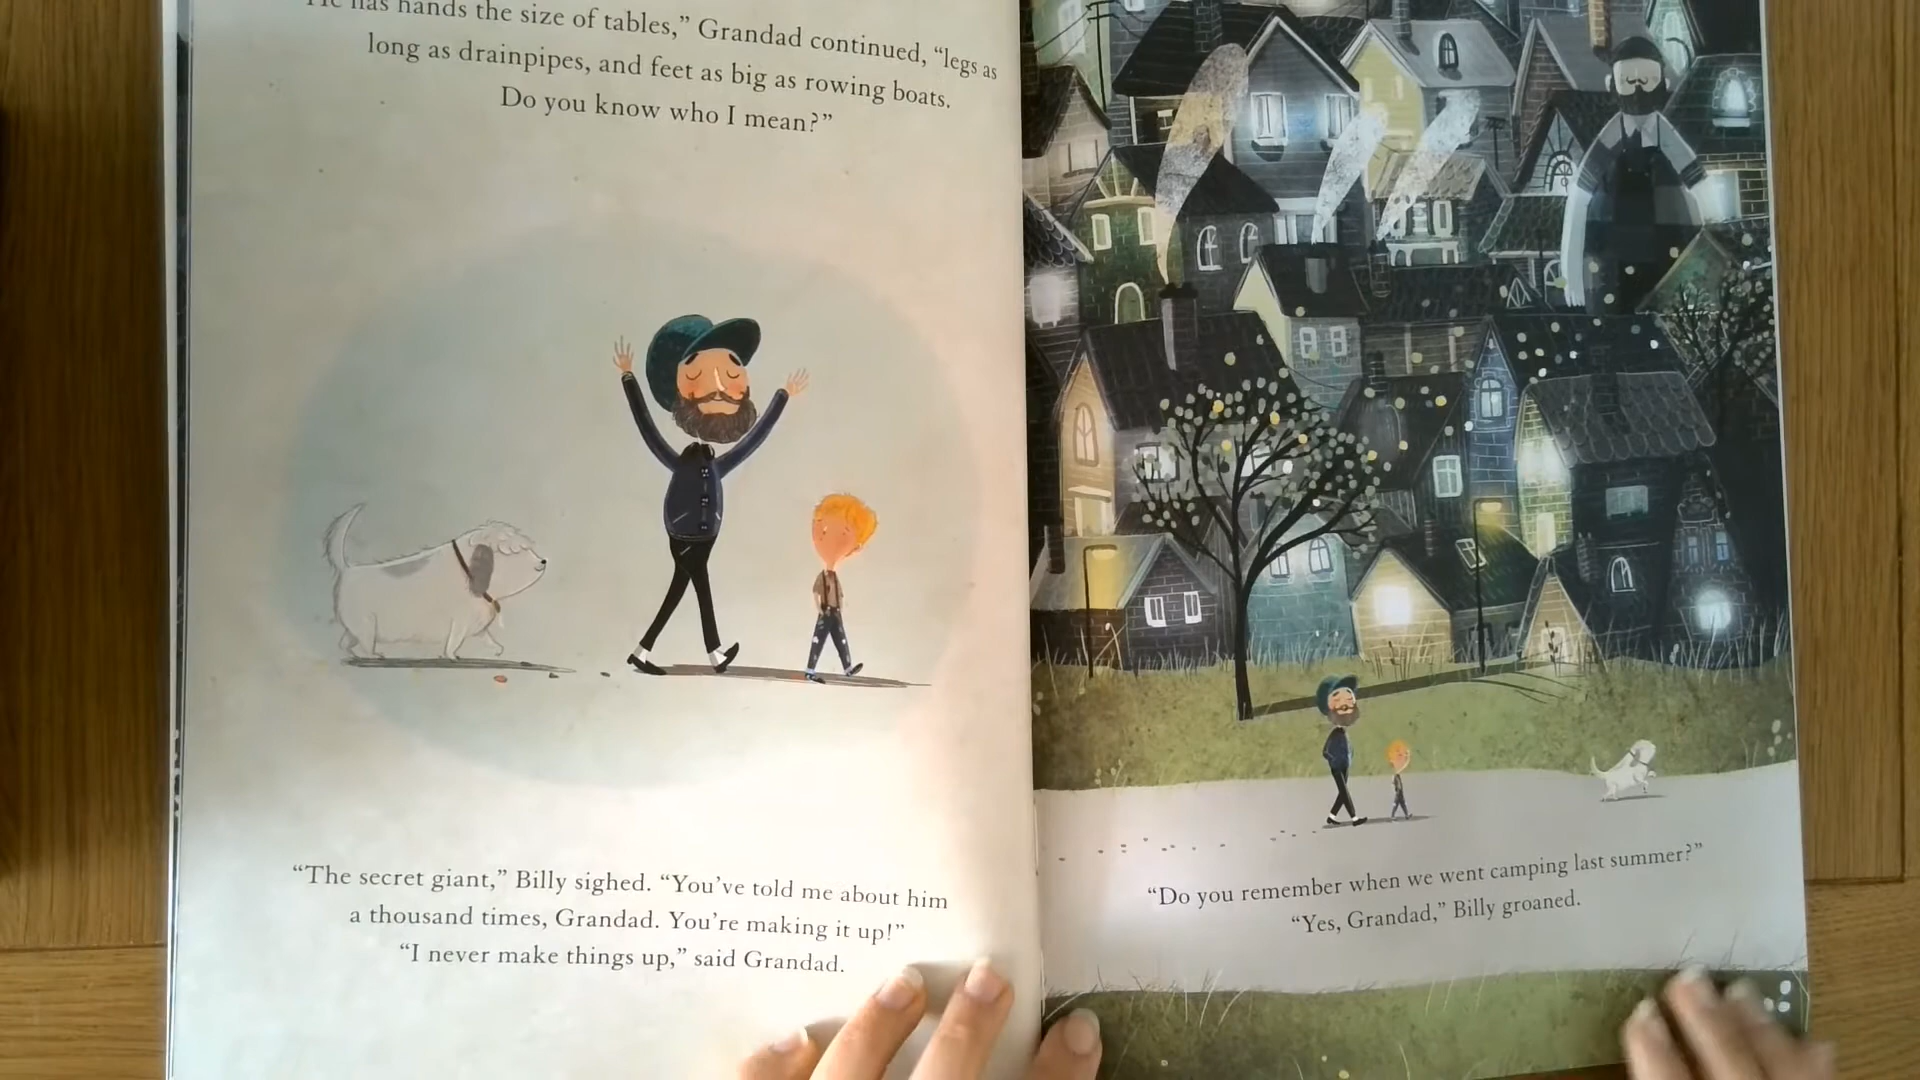 "He has hands the size of tables," Grandad continued, "legs as
long as drainpipes, and feet as big as rowing boats.
Do you know who I mean?"
"The secret giant," Billy sighed. "You've told me about him
a thousand times, Grandad. You're making it up!"
"I never make things up," said Grandad.
"Do you remember when we went camping last summer?"
"Yes, Grandad," Billy groaned.